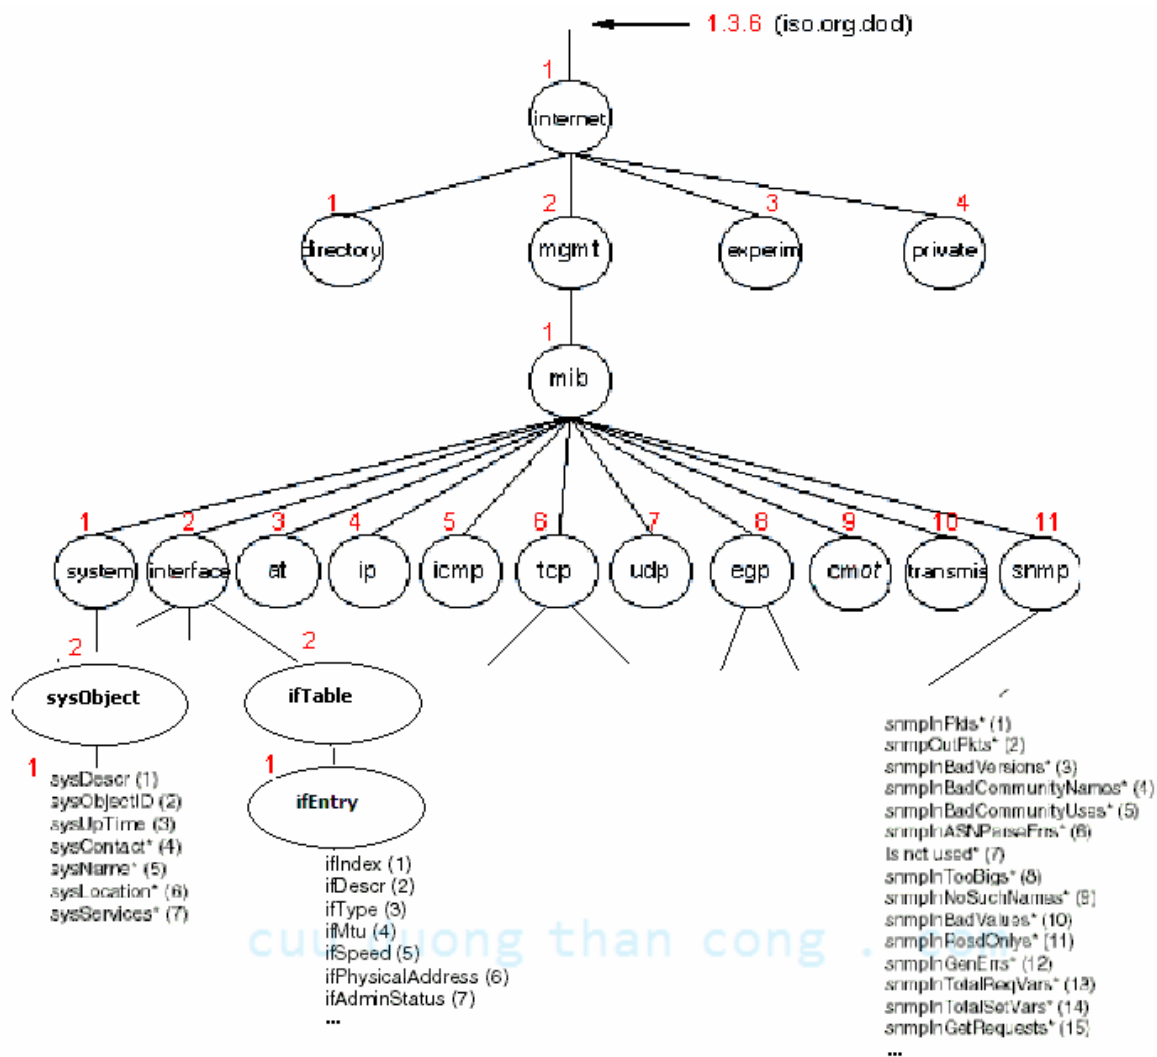 1.3.6 (iso.org.dod)
1
internet
1 2 3 4
directory mgmt experim private
1
mib
1 2 3 4 5 6 7 8 9 10 11
system interface at ip icmp tcp udp egp cmot transmis snmp
2 2
sysObject ifTable
1 1
ifEntry
sysDescr (1)
sysObjectID (2)
sysUpTime (3)
sysContact* (4)
sysName* (5)
sysLocation* (6)
sysServices* (7)
ifIndex (1)
ifDescr (2)
ifType (3)
ifMtu (4)
ifSpeed (5)
ifPhysicalAddress (6)
ifAdminStatus (7)
...
snmpInPkts* (1)
snmpOutPkts* (2)
snmpInBadVersions* (3)
snmpInBadCommunityNames* (4)
snmpInBadCommunityUses* (5)
snmpInASNParseErrs* (6)
is not used* (7)
snmpInTooBigs* (8)
snmpInNoSuchNames* (9)
snmpInBadValues* (10)
snmpInReadOnlys* (11)
snmpInGenErrs* (12)
snmpInTotalReqVars* (13)
snmpInTotalSetVars* (14)
snmpInGetRequests* (15)
...
cuu duong than cong . com